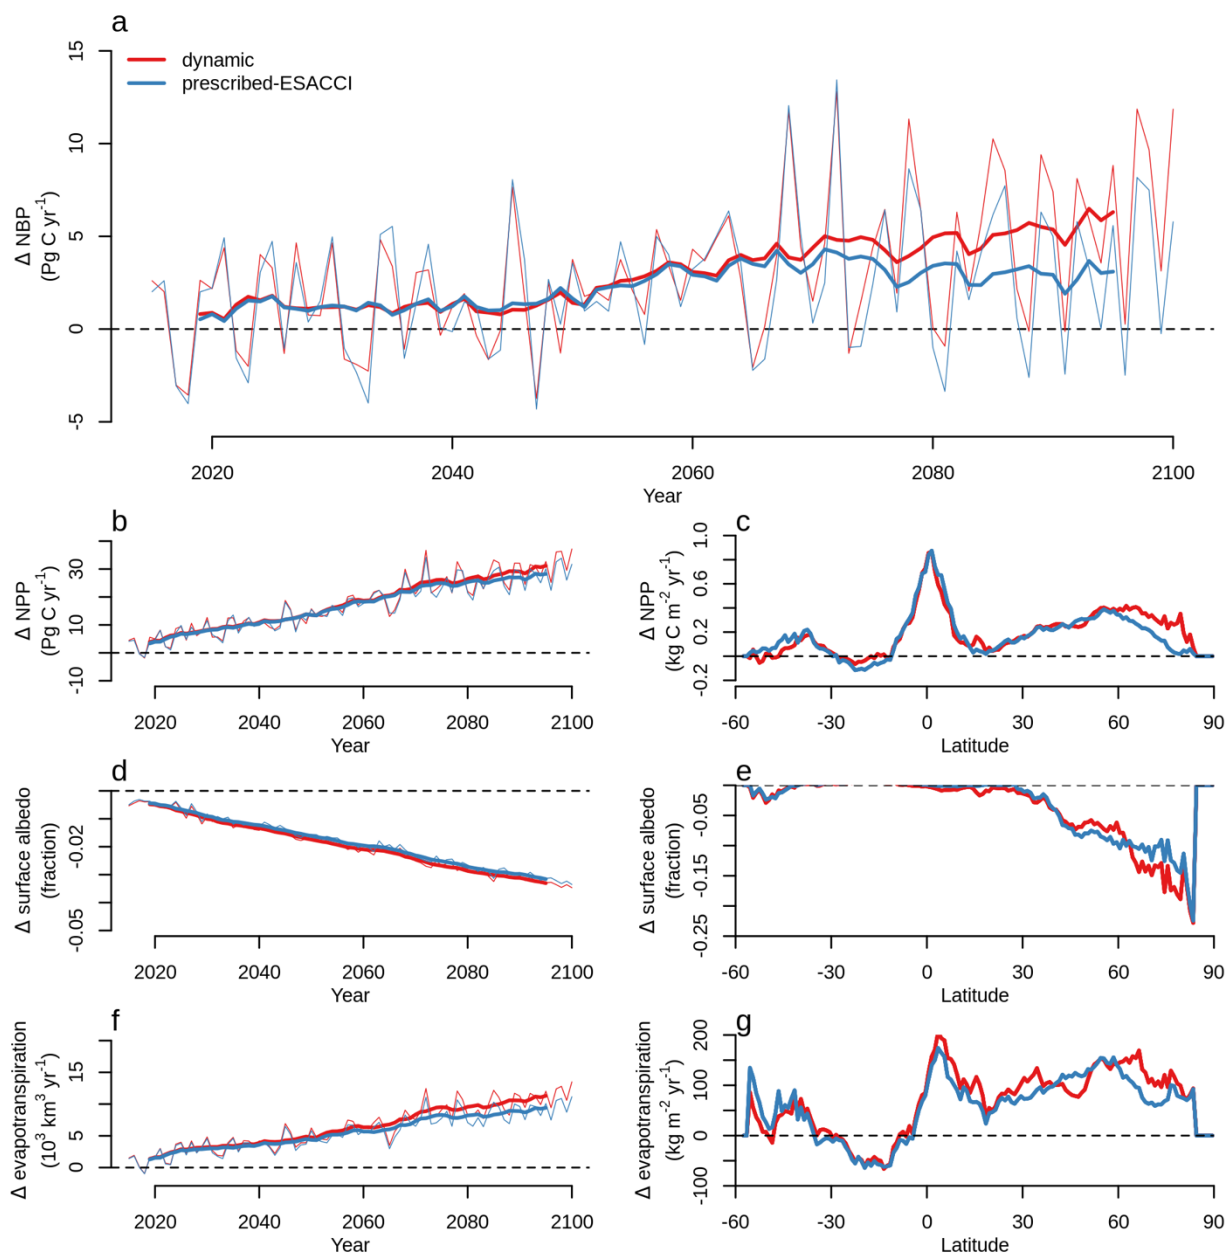 a
15
10
5
0
-5
Δ NBP
(Pg C yr⁻¹)
dynamic
prescribed-ESACCI
2020 2040 2060 2080 2100
Year
b
30
10
-10
Δ NPP
(Pg C yr⁻¹)
2020 2040 2060 2080 2100
Year
c
1.0
0.6
0.2
-0.2
Δ NPP
(kg C m⁻² yr⁻¹)
-60 -30 0 30 60 90
Latitude
d
-0.02
-0.05
Δ surface albedo
(fraction)
2020 2040 2060 2080 2100
Year
e
-0.05
-0.15
-0.25
Δ surface albedo
(fraction)
-60 -30 0 30 60 90
Latitude
f
15
5
0
Δ evapotranspiration
(10³ km³ yr⁻¹)
2020 2040 2060 2080 2100
Year
g
200
100
0
-100
Δ evapotranspiration
(kg m⁻² yr⁻¹)
-60 -30 0 30 60 90
Latitude